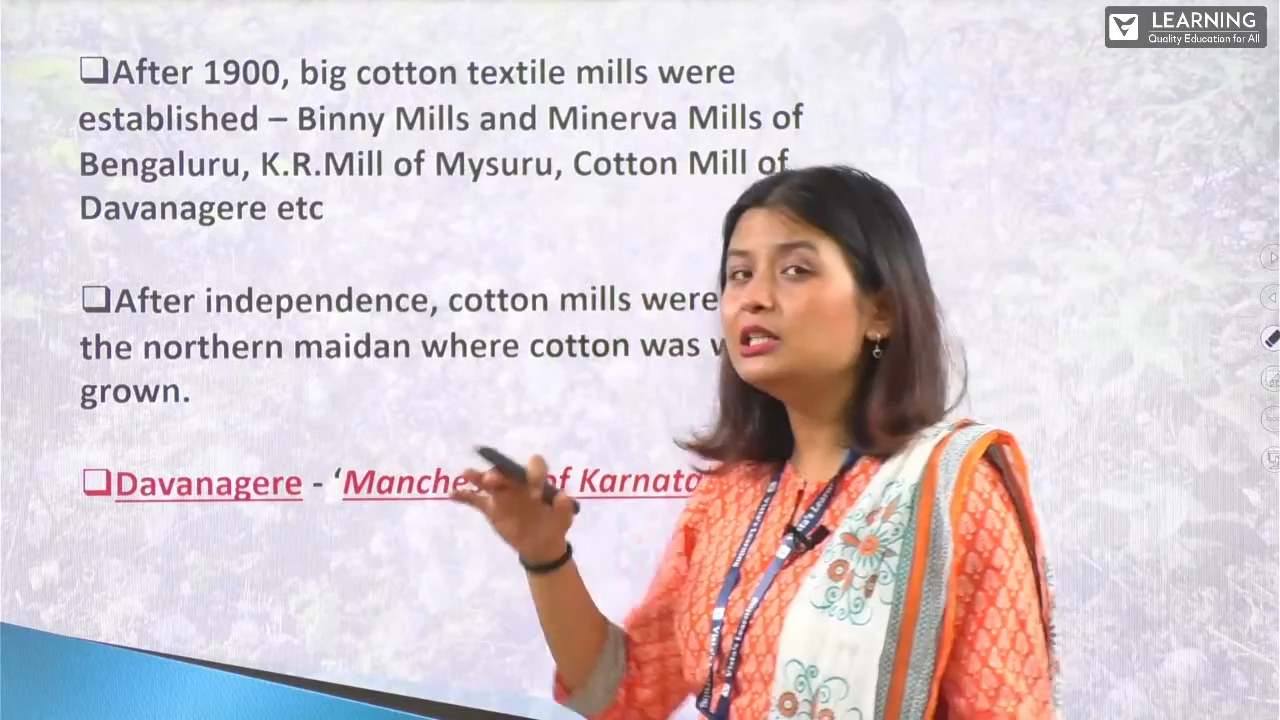 LEARNING
Quality Education for All
❑After 1900, big cotton textile mills were
established – Binny Mills and Minerva Mills of
Bengaluru, K.R.Mill of Mysuru, Cotton Mill of
Davanagere etc
❑After independence, cotton mills were
the northern maidan where cotton was
grown.
❑Davanagere - ‘ of